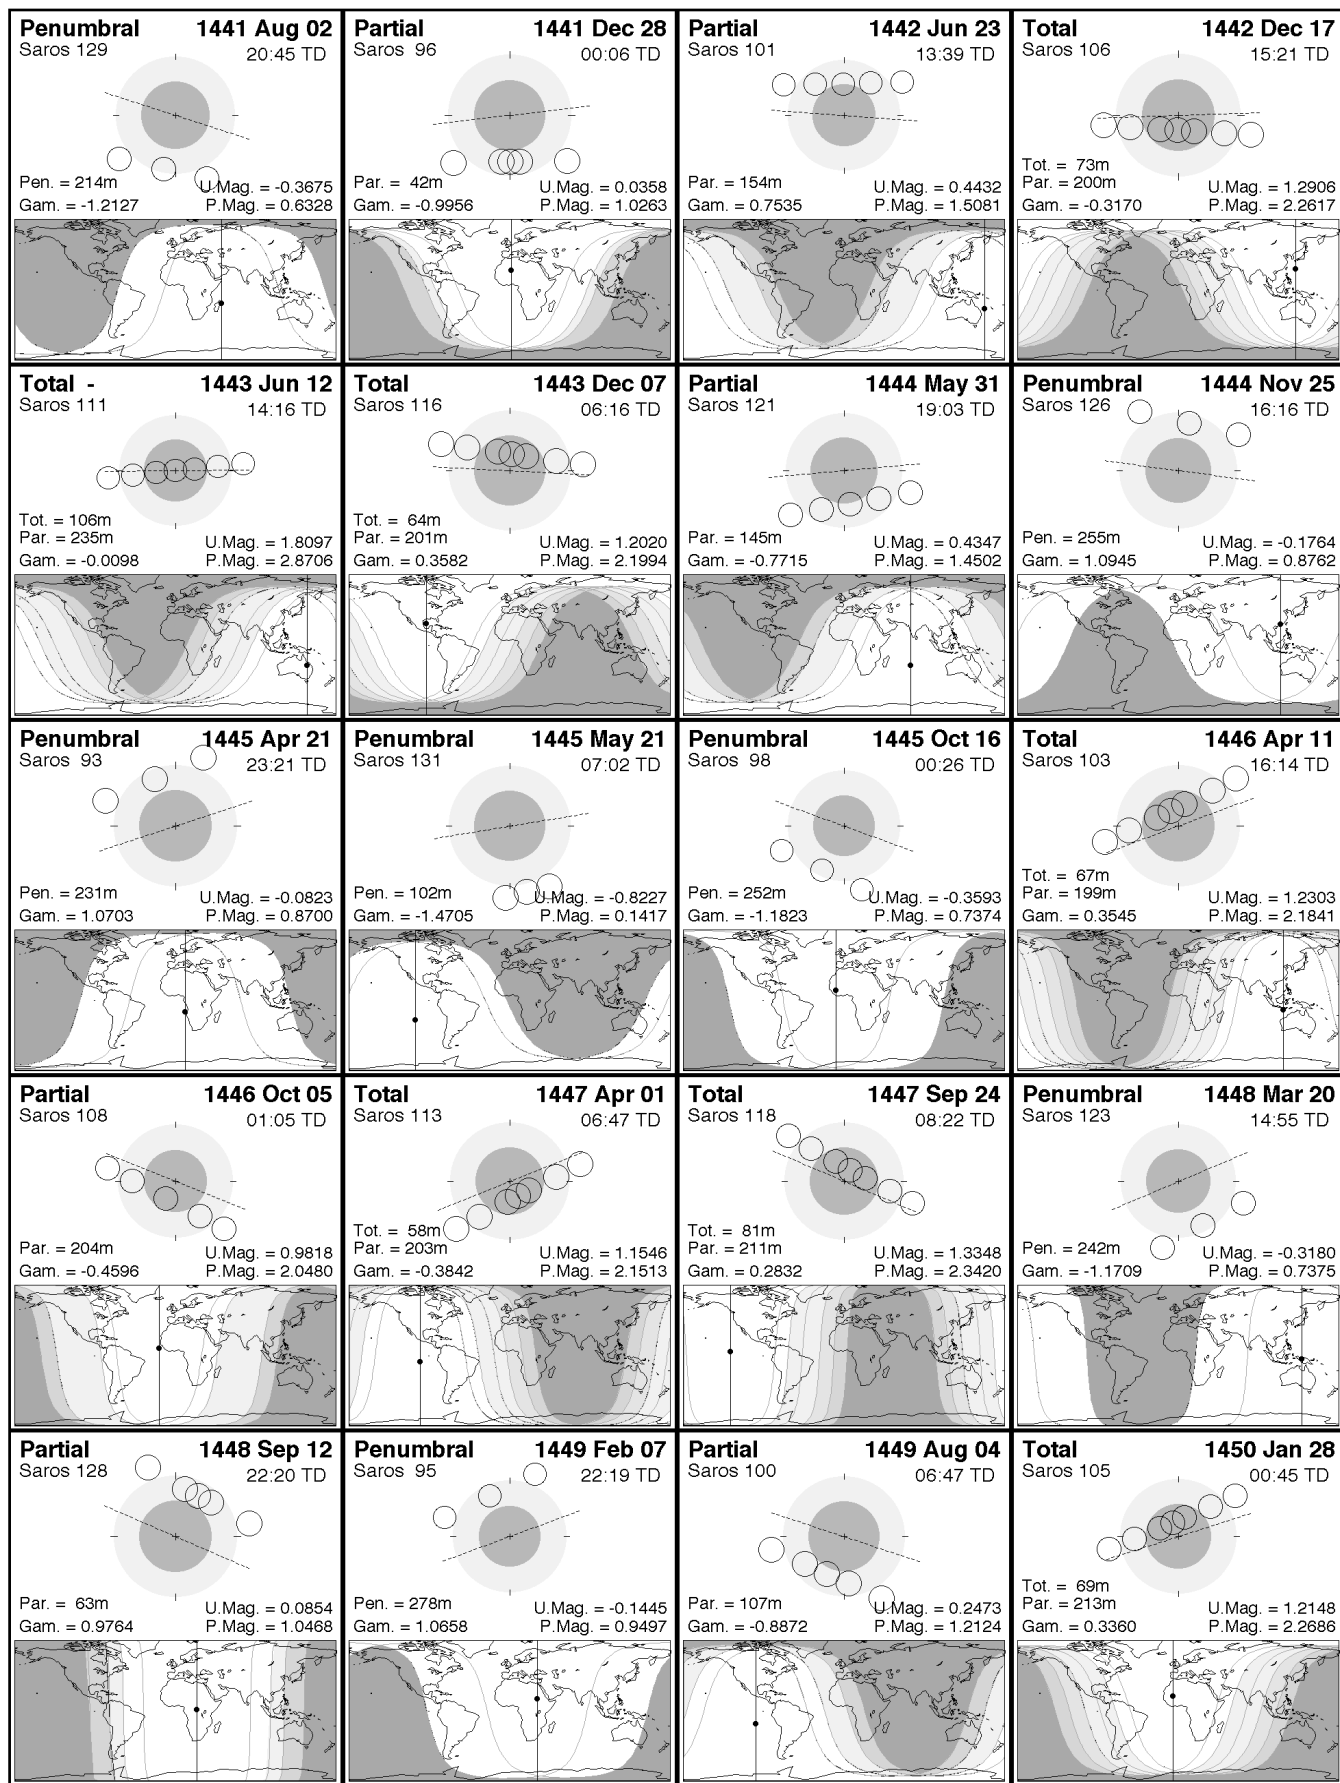 Penumbral 1441 Aug 02
Saros 129 20:45 TD
Pen. = 214m U.Mag. = -0.3675
Gam. = -1.2127 P.Mag. = 0.6328
Partial 1441 Dec 28
Saros 96 00:06 TD
Par. = 42m U.Mag. = 0.0358
Gam. = -0.9956 P.Mag. = 1.0263
Partial 1442 Jun 23
Saros 101 13:39 TD
Par. = 154m U.Mag. = 0.4432
Gam. = 0.7535 P.Mag. = 1.5081
Total 1442 Dec 17
Saros 106 15:21 TD
Tot. = 73m
Par. = 200m U.Mag. = 1.2906
Gam. = -0.3170 P.Mag. = 2.2617
Total - 1443 Jun 12
Saros 111 14:16 TD
Tot. = 106m
Par. = 235m U.Mag. = 1.8097
Gam. = -0.0098 P.Mag. = 2.8706
Total 1443 Dec 07
Saros 116 06:16 TD
Tot. = 64m
Par. = 201m U.Mag. = 1.2020
Gam. = 0.3582 P.Mag. = 2.1994
Partial 1444 May 31
Saros 121 19:03 TD
Par. = 145m U.Mag. = 0.4347
Gam. = -0.7715 P.Mag. = 1.4502
Penumbral 1444 Nov 25
Saros 126 16:16 TD
Pen. = 255m U.Mag. = -0.1764
Gam. = 1.0945 P.Mag. = 0.8762
Penumbral 1445 Apr 21
Saros 93 23:21 TD
Pen. = 231m U.Mag. = -0.0823
Gam. = 1.0703 P.Mag. = 0.8700
Penumbral 1445 May 21
Saros 131 07:02 TD
Pen. = 102m U.Mag. = -0.8227
Gam. = -1.4705 P.Mag. = 0.1417
Penumbral 1445 Oct 16
Saros 98 00:26 TD
Pen. = 252m U.Mag. = -0.3593
Gam. = -1.1823 P.Mag. = 0.7374
Total 1446 Apr 11
Saros 103 16:14 TD
Tot. = 67m
Par. = 199m U.Mag. = 1.2303
Gam. = 0.3545 P.Mag. = 2.1841
Partial 1446 Oct 05
Saros 108 01:05 TD
Par. = 204m U.Mag. = 0.9818
Gam. = -0.4596 P.Mag. = 2.0480
Total 1447 Apr 01
Saros 113 06:47 TD
Tot. = 58m
Par. = 203m U.Mag. = 1.1546
Gam. = -0.3842 P.Mag. = 2.1513
Total 1447 Sep 24
Saros 118 08:22 TD
Tot. = 81m
Par. = 211m U.Mag. = 1.3348
Gam. = 0.2832 P.Mag. = 2.3420
Penumbral 1448 Mar 20
Saros 123 14:55 TD
Pen. = 242m U.Mag. = -0.3180
Gam. = -1.1709 P.Mag. = 0.7375
Partial 1448 Sep 12
Saros 128 22:20 TD
Par. = 63m U.Mag. = 0.0854
Gam. = 0.9764 P.Mag. = 1.0468
Penumbral 1449 Feb 07
Saros 95 22:19 TD
Pen. = 278m U.Mag. = -0.1445
Gam. = 1.0658 P.Mag. = 0.9497
Partial 1449 Aug 04
Saros 100 06:47 TD
Par. = 107m U.Mag. = 0.2473
Gam. = -0.8872 P.Mag. = 1.2124
Total 1450 Jan 28
Saros 105 00:45 TD
Tot. = 69m
Par. = 213m U.Mag. = 1.2148
Gam. = 0.3360 P.Mag. = 2.2686